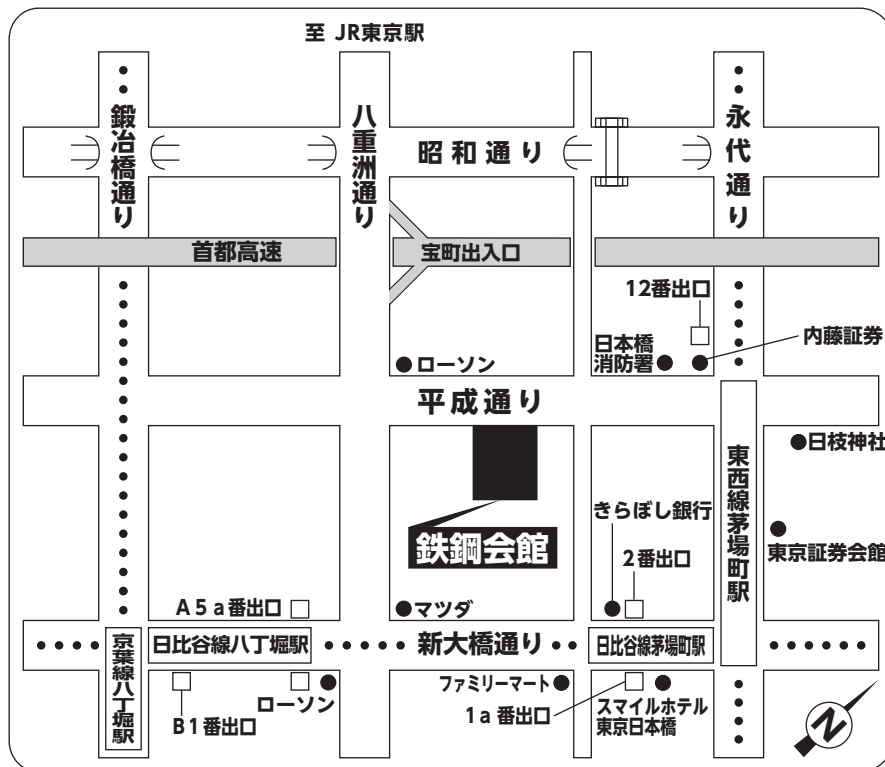 至 JR東京駅
鍛冶橋通り
八重洲通り
昭和通り
永代通り
首都高速
宝町出入口
12番出口
日本橋
消防署
内藤証券
ローソン
平成通り
日枝神社
東西線茅場町駅
きらぼし銀行
鉄鋼会館
2番出口
東京証券会館
A5a番出口
マツダ
京葉線八丁堀駅
日比谷線八丁堀駅
新大橋通り
日比谷線茅場町駅
B1番出口
ローソン
ファミリーマート
1a番出口
スマイルホテル
東京日本橋
N